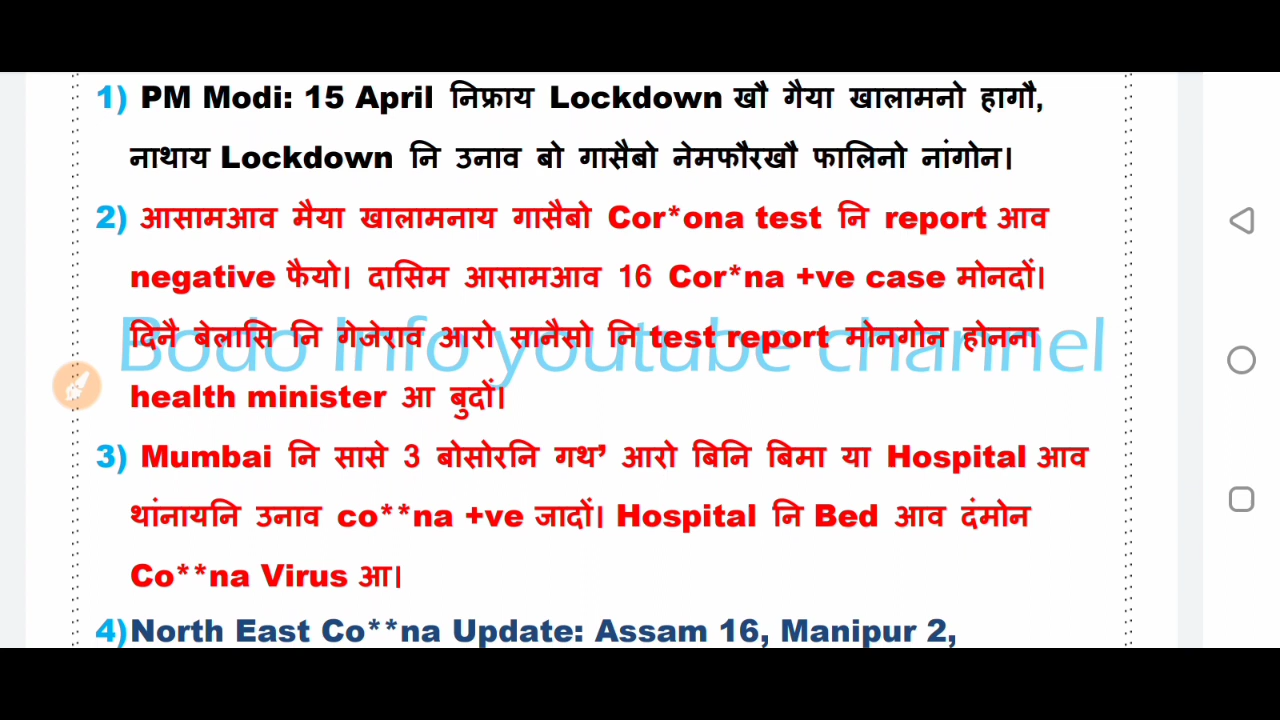 1) PM Modi: 15 April निफ्राय Lockdown खौ गैया खालामनो हागौ,
नाथाय Lockdown नि उनाव बो गासैबो नेमफौरखौ फालिनो नांगोन।
2) आसामआव मैया खालामनाय गासैबो Cor*ona test नि report आव
negative फैयो। दासिम आसामआव 16 Cor*na +ve case मोनदों।
दिनै बेलासि नि गेजेराव आरो सानैसो नि test report मोनगोन होनना
Bodo Info youtube channel
health minister आ बुदों।
3) Mumbai नि सासे 3 बोसोरनि गथ’ आरो बिनि बिमा या Hospital आव
थांनायनि उनाव co**na +ve जादों। Hospital नि Bed आव दंमोन
Co**na Virus आ।
4)North East Co**na Update: Assam 16, Manipur 2,